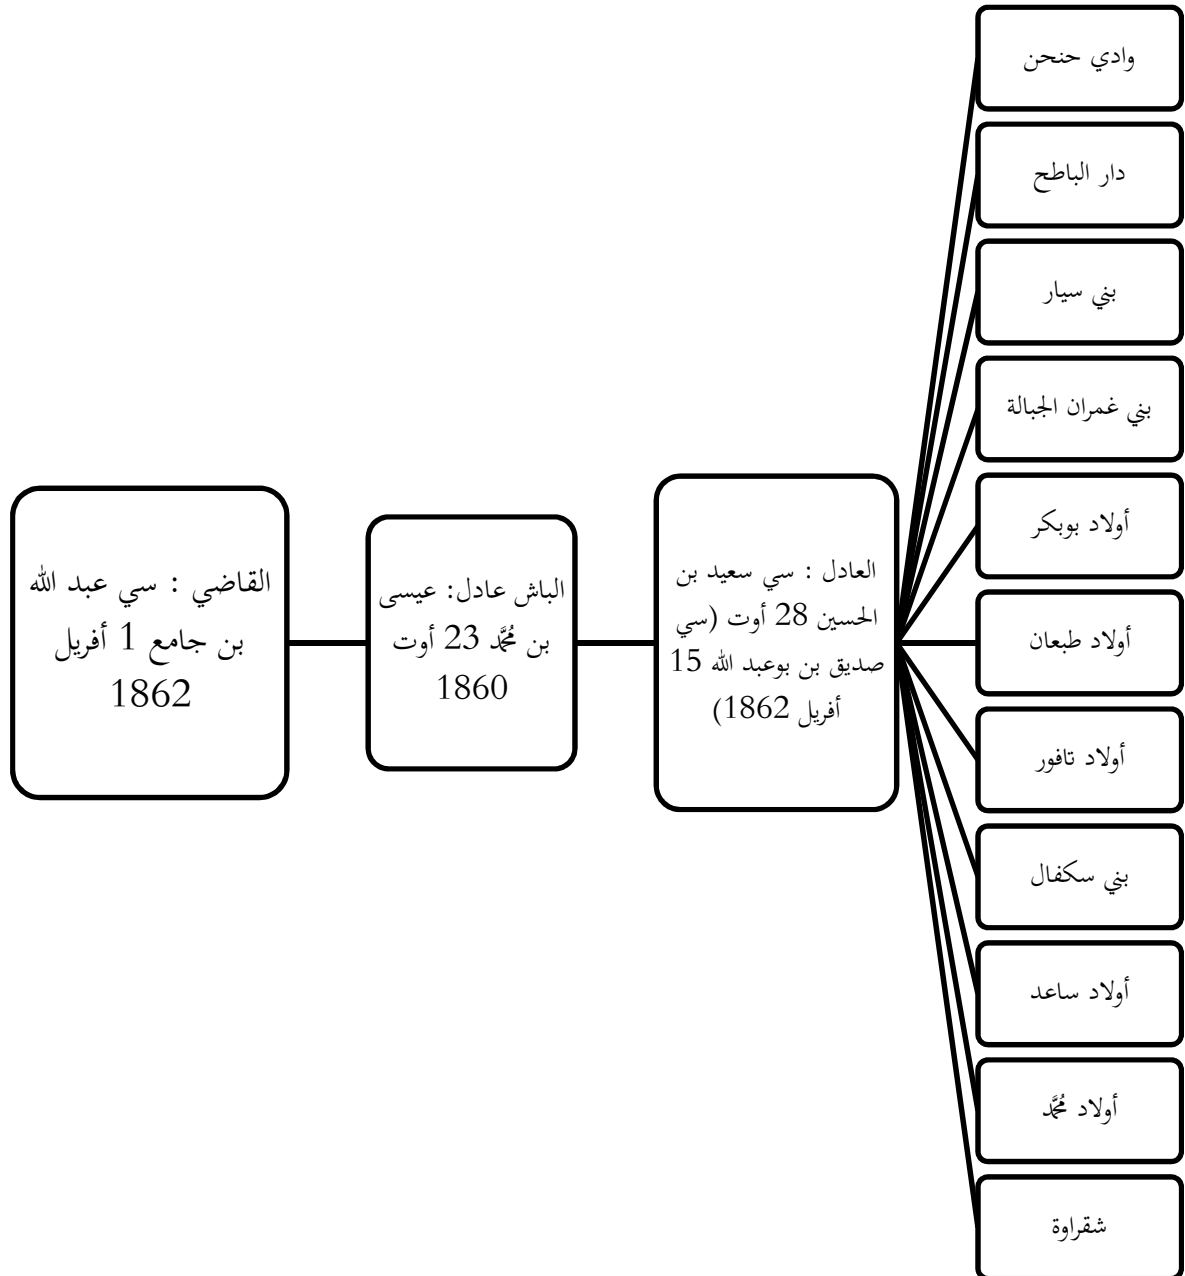 وادي حنحن
دار الباطح
بني سيار
بني غمران الجبالة
أولاد بوبكر
أولاد طبعان
أولاد تافور
بني سكفال
أولاد ساعد
أولاد مُحَّد
شقراوة
العادل : سي سعيد بن
الحسين 28 أوت (سي
صديق بن بوعبد الله 15
أفريل 1862)
الباش عادل: عيسى
بن مُحَّد 23 أوت
1860
القاضي : سي عبد الله
بن جامع 1 أفريل
1862